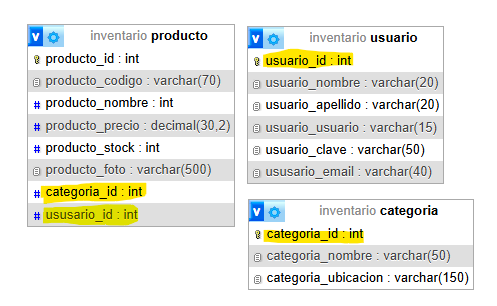 inventario producto
producto_id : int
producto_codigo : varchar(70)
producto_nombre : int
producto_precio : decimal(30,2)
producto_stock : int
producto_foto : varchar(500)
categoria_id : int
ususario_id : int
inventario usuario
usuario_id : int
usuario_nombre : varchar(20)
usuario_apellido : varchar(20)
usuario_usuario : varchar(15)
usuario_clave : varchar(50)
ususario_email : varchar(40)
inventario categoria
categoria_id : int
categoria_nombre : varchar(50)
categoria_ubicacion : varchar(150)